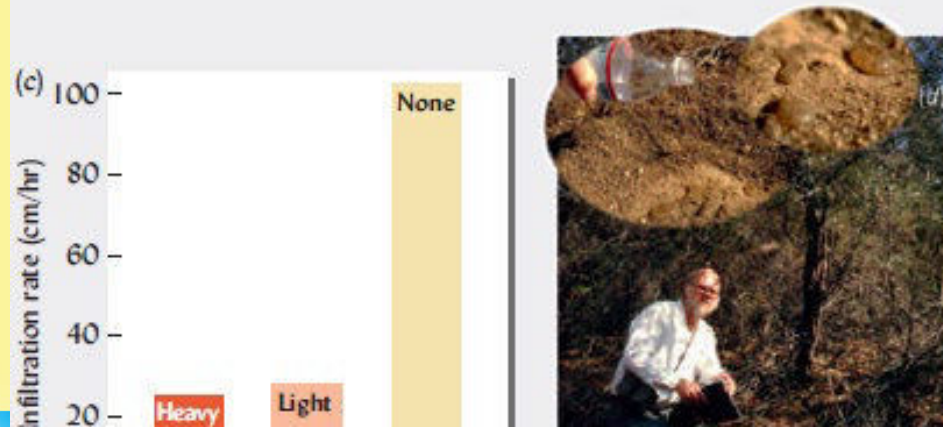 (c)
100
80
60
40
20
Infiltration rate (cm/hr)
Heavy
Light
None
(d)